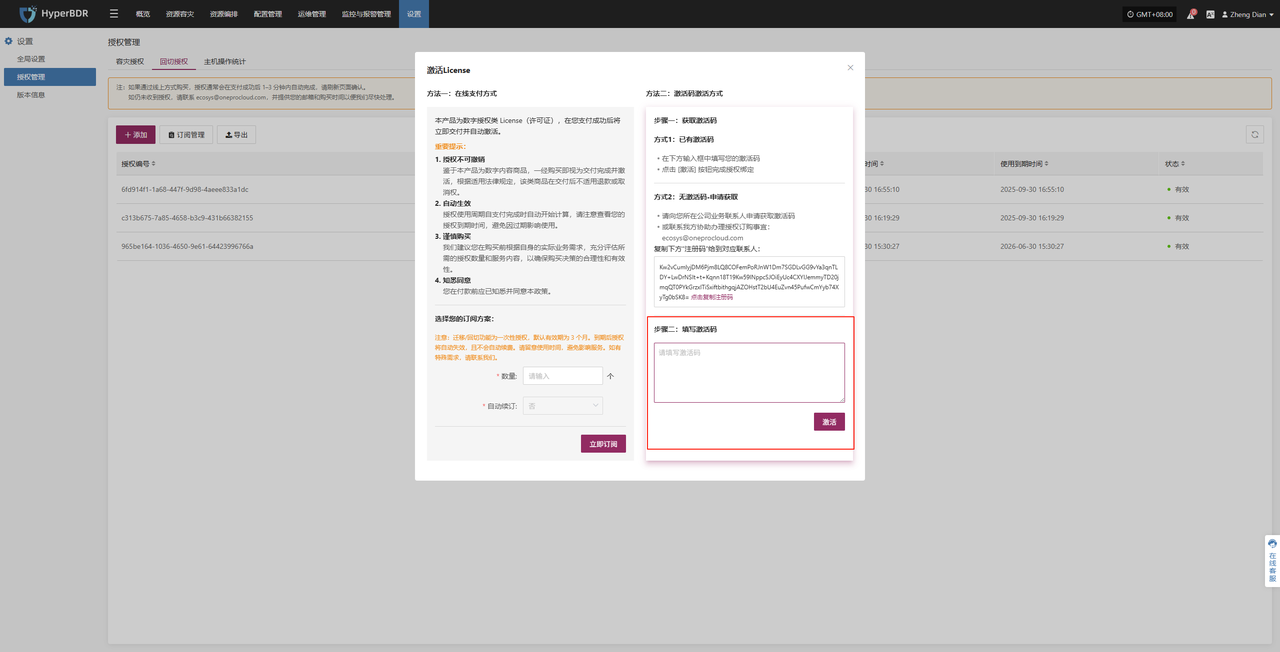 HyperBDR
概览
资源容灾
资源编排
配置管理
运维管理
监控与报警管理
设置
GMT+08:00
Zheng Dian
设置
全局设置
授权管理
版本信息
授权管理
容灾授权
回切授权
主机操作统计
注：如果通过线上方式购买，授权通常会在支付成功后 1-3 分钟内自动完成，请刷新页面确认。
如仍未收到授权，请联系 ecosys@oneprocloud.com，并提供您的邮箱和购买时间以便我们尽快处理。
添加
订阅管理
导出
授权编号
时间
使用到期时间
状态
6fd914f1-1a68-447f-9d98-4aeee833a1dc
30 16:55:10
2025-09-30 16:55:10
有效
c313b675-7a85-4658-b3c9-431b66382155
30 16:19:29
2025-09-30 16:19:29
有效
965be164-1036-4650-9e61-64423996766a
30 15:30:27
2026-06-30 15:30:27
有效
激活License
方法一：在线支付方式
本产品为数字授权类 License（许可证），在您支付成功后将
立即交付并自动激活。
重要提示：
1. 授权不可撤销
鉴于本产品为数字内容商品，一经购买即视为交付完成并激
活，根据适用法律规定，该类商品在交付后不适用退款或取
消权。
2. 自动生效
授权使用周期自支付完成时自动开始计算，请注意查看您的
授权到期时间，避免因过期影响使用。
3. 谨慎购买
我们建议您在购买前根据自身的实际业务需求，充分评估所
需的授权数量和服务内容，以确保购买决策的合理性和有效
性。
4. 知悉同意
您在付款前应已知悉并同意本政策。
选择您的订阅方案：
注意：迁移/回切功能为一次性授权，默认有效期为 3 个月。到期后授权
将自动失效，且不会自动续费。请留意使用时间，避免影响服务。如有
特殊需求，请联系我们。
* 数量:
请输入
个
* 自动续订:
否
立即订阅
方法二：激活码激活方式
步骤一：获取激活码
方式1：已有激活码
• 在下方输入框中填写您的激活码
• 点击 [激活] 按钮完成授权绑定
方式2：无激活码-申请获取
• 请向您所在公司业务联系人申请获取激活码
• 或联系我方协助办理授权订购事宜：
ecosys@oneprocloud.com
复制下方"注册码"给到对应联系人：
点击复制注册码
步骤二：填写激活码
请填写激活码
激活
在
线
客
服